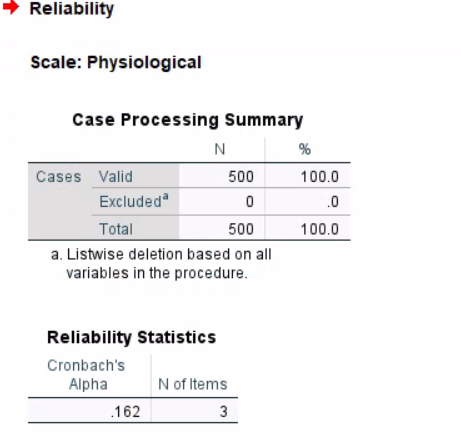 Reliability
Scale: Physiological
Case Processing Summary
N %
Cases Valid 500 100.0
Excludedᵃ 0 .0
Total 500 100.0
a. Listwise deletion based on all
variables in the procedure.
Reliability Statistics
Cronbach's
Alpha N of Items
.162 3